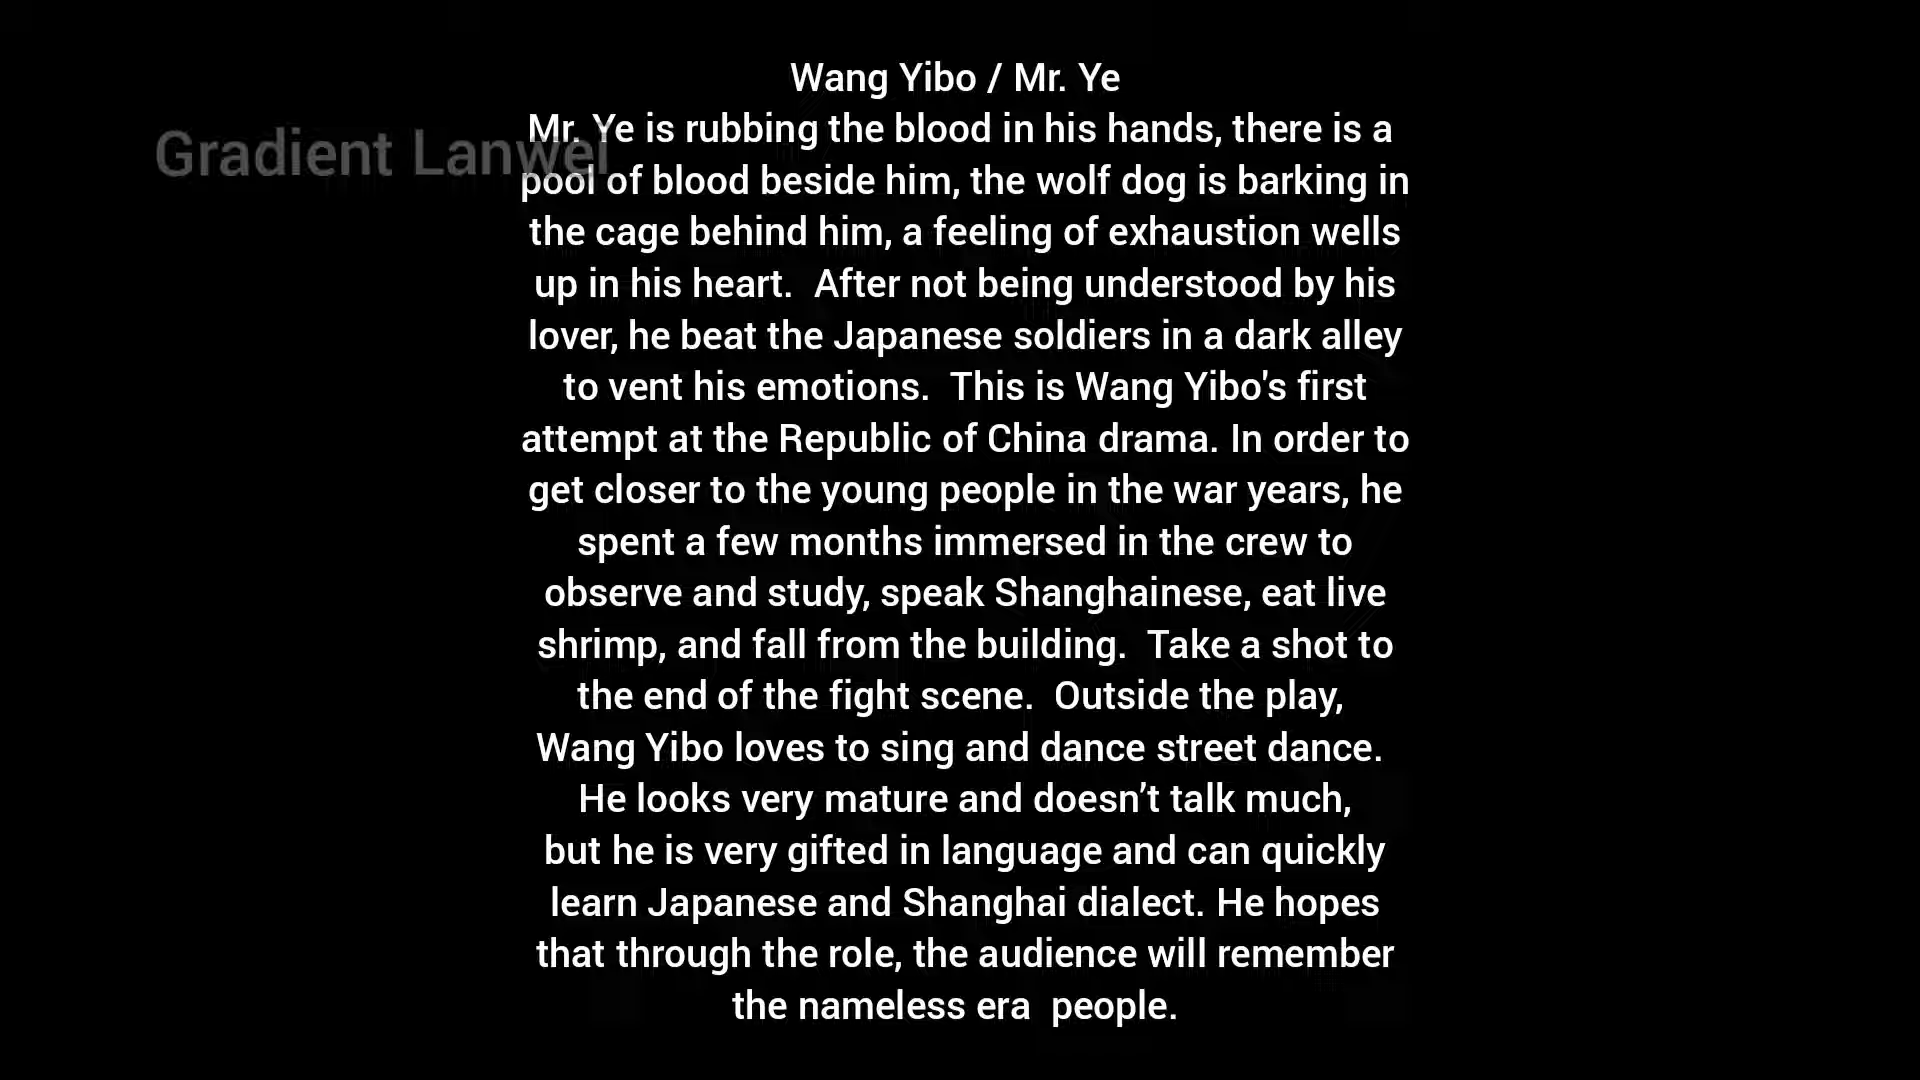 Wang Yibo / Mr. Ye
Gradient Lanwel
Mr. Ye is rubbing the blood in his hands, there is a
pool of blood beside him, the wolf dog is barking in
the cage behind him, a feeling of exhaustion wells
up in his heart.  After not being understood by his
lover, he beat the Japanese soldiers in a dark alley
to vent his emotions.  This is Wang Yibo's first
attempt at the Republic of China drama. In order to
get closer to the young people in the war years, he
spent a few months immersed in the crew to
observe and study, speak Shanghainese, eat live
shrimp, and fall from the building.  Take a shot to
the end of the fight scene.  Outside the play,
Wang Yibo loves to sing and dance street dance.
He looks very mature and doesn’t talk much,
but he is very gifted in language and can quickly
learn Japanese and Shanghai dialect. He hopes
that through the role, the audience will remember
the nameless era  people.